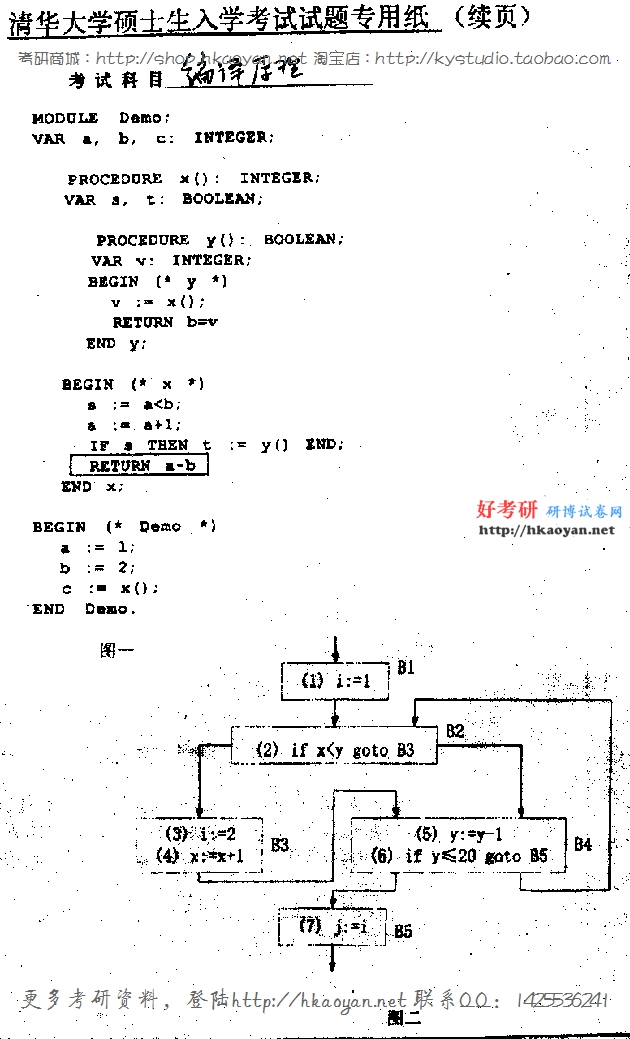 清华大学硕士生入学考试试题专用纸 (续页)
考研商城：http://shop.hkaoyan.net 淘宝店：http://kystudio.taobao.com
考试科目 编译原理
MODULE Demo;
VAR a, b, c: INTEGER;
PROCEDURE x(): INTEGER;
VAR s, t: BOOLEAN;
PROCEDURE y(): BOOLEAN;
VAR v: INTEGER;
BEGIN (* y *)
v := x();
RETURN b=v
END y;
BEGIN (* x *)
s := a<b;
a := a+1;
IF s THEN t := y() END;
RETURN a-b
END x;
好考研 研博试卷网
http://hkaoyan.net
BEGIN (* Demo *)
a := 1;
b := 2;
c := x();
END Demo.
图一
B1
(1) i:=1
B2
(2) if x<y goto B3
(3) i:=2
(4) x:=x+1
B3
(5) y:=y-1
(6) if y≤20 goto B5
B4
(7) j:=i
B5
更多考研资料，登陆http://hkaoyan.net 联系QQ：1425536241
图二